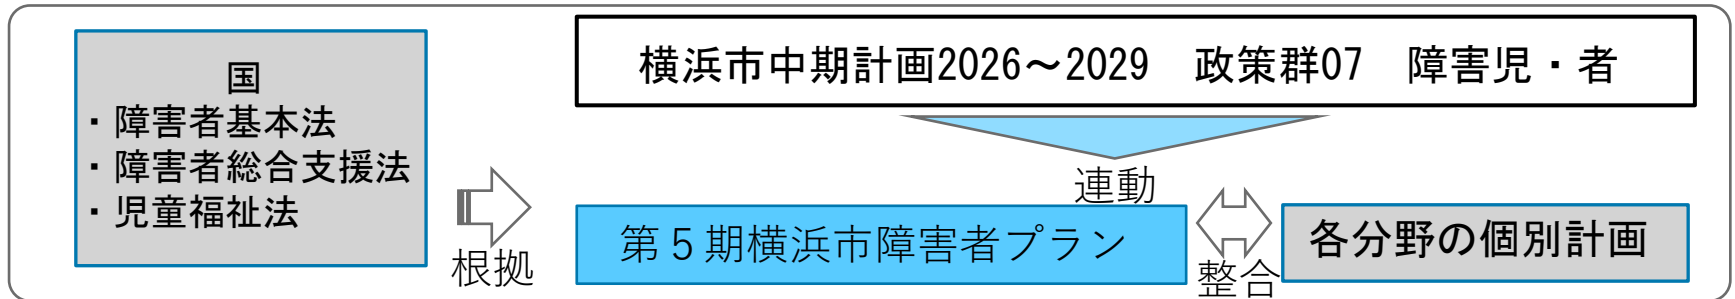 国
・障害者基本法
・障害者総合支援法
・児童福祉法
根拠
横浜市中期計画2026～2029　政策群07　障害児・者
連動
第５期横浜市障害者プラン
整合
各分野の個別計画